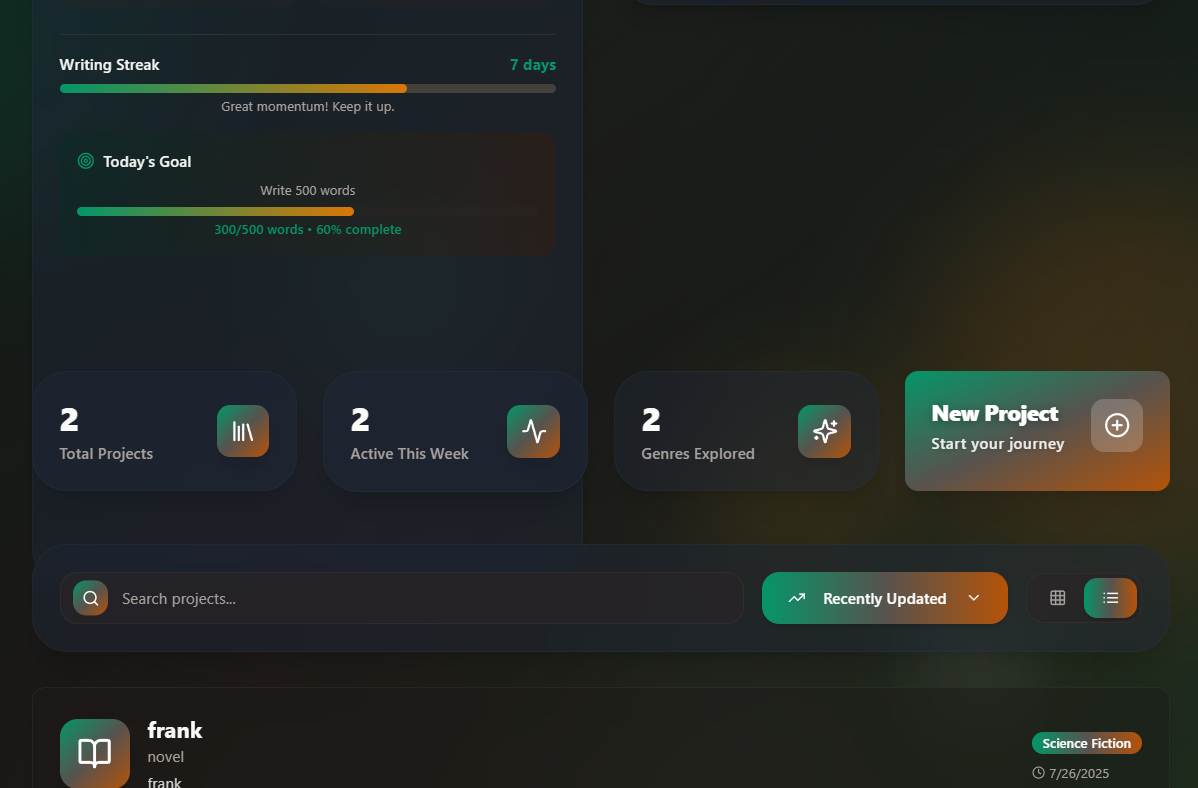 Writing Streak
7 days
Great momentum! Keep it up.
Today's Goal
Write 500 words
300/500 words • 60% complete
2
Total Projects
2
Active This Week
2
Genres Explored
New Project
Start your journey
Search projects...
Recently Updated
frank
novel
frank
Science Fiction
7/26/2025